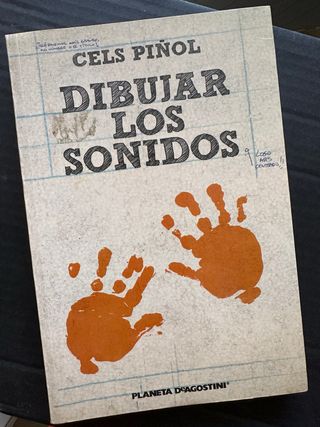 CELS PIÑOL
DIBUJAR
LOS
SONIDOS
PLANETA DEAGOSTINI